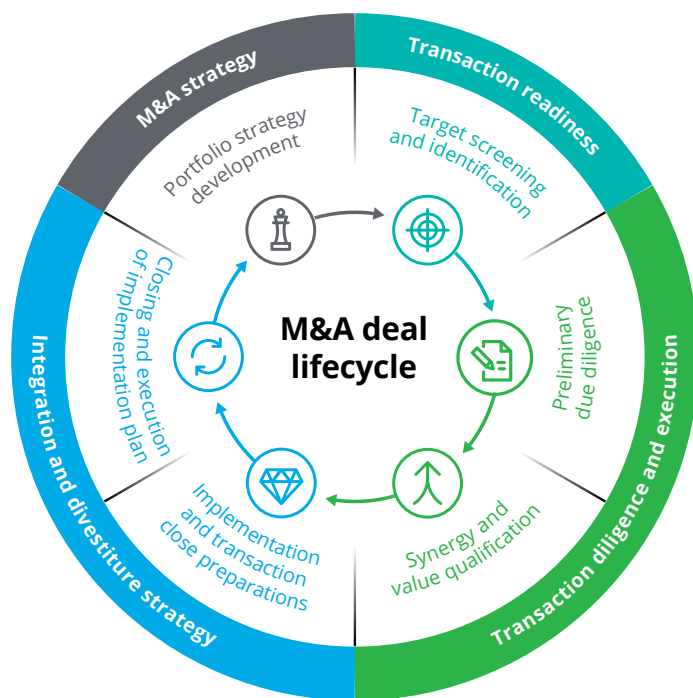 M&A strategy
Portfolio strategy
development
Transaction readiness
Target screening
and identification
Transaction diligence and execution
Preliminary
due diligence
Synergy and
value qualification
Integration and divestiture strategy
Implementation
and transaction
close preparations
Closing and execution
of implementation plan
M&A deal
lifecycle